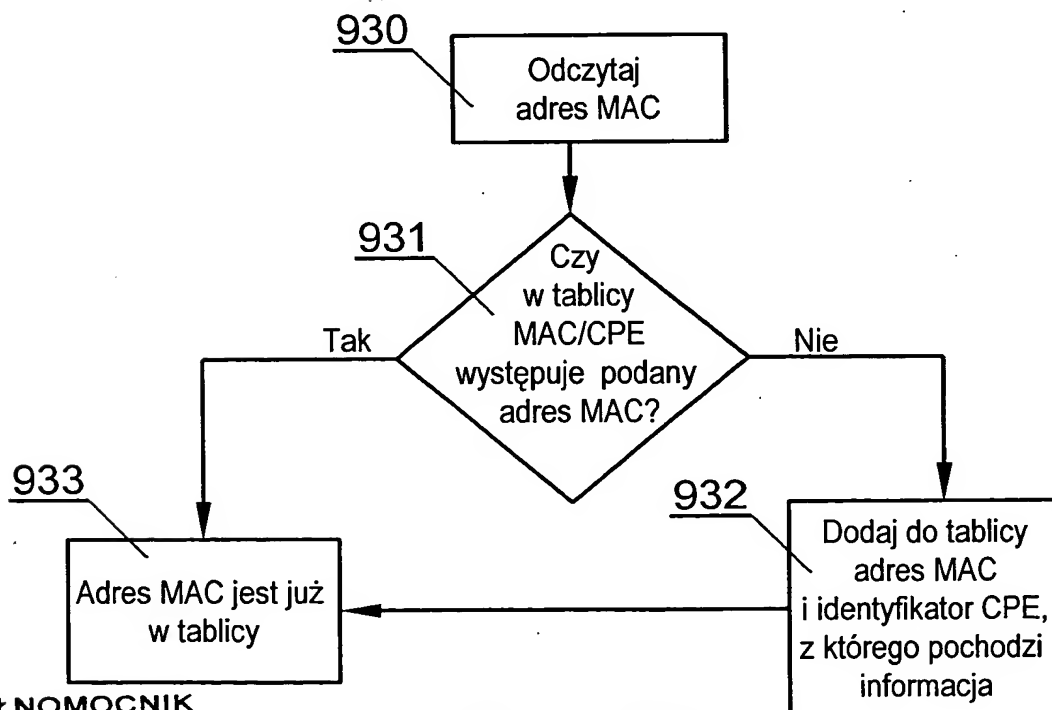 930
Odczytaj
adres MAC
931
Czy
w tablicy
MAC/CPE
występuje podany
adres MAC?
Tak
Nie
933
Adres MAC jest już
w tablicy
932
Dodaj do tablicy
adres MAC
i identyfikator CPE,
z którego pochodzi
informacja